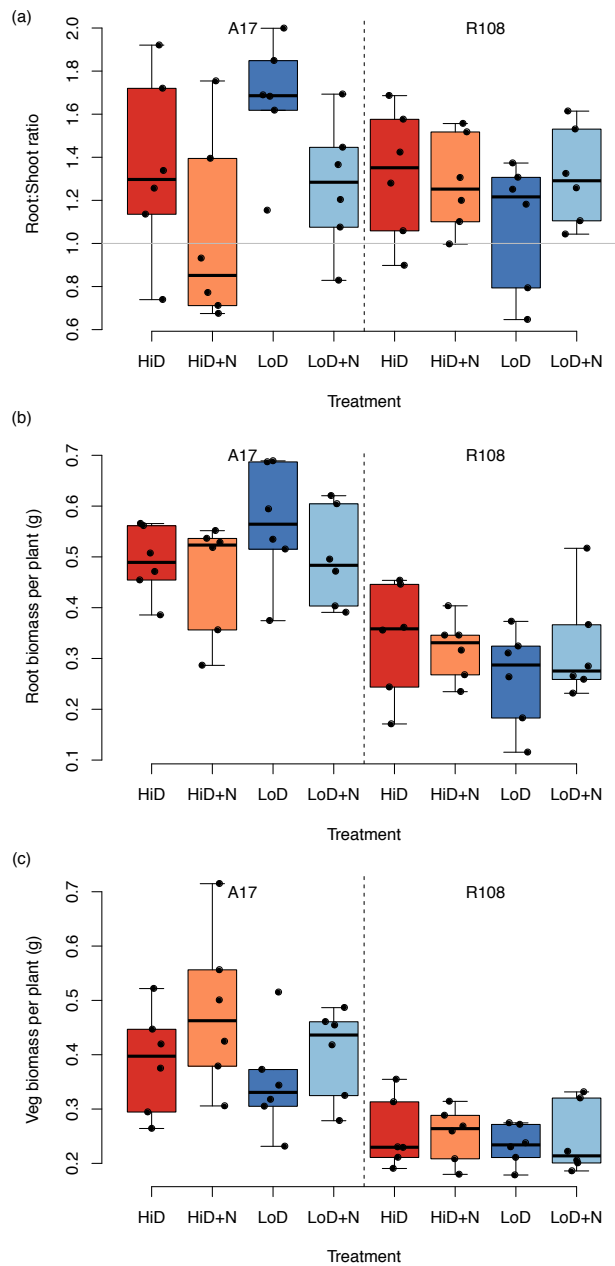 (a)
A17 R108
Root:Shoot ratio
2.0
1.8
1.6
1.4
1.2
1.0
0.8
0.6
HiD HiD+N LoD LoD+N HiD HiD+N LoD LoD+N
Treatment
(b)
A17 R108
Root biomass per plant (g)
0.7
0.6
0.5
0.4
0.3
0.2
0.1
HiD HiD+N LoD LoD+N HiD HiD+N LoD LoD+N
Treatment
(c)
A17 R108
Veg biomass per plant (g)
0.7
0.6
0.5
0.4
0.3
0.2
HiD HiD+N LoD LoD+N HiD HiD+N LoD LoD+N
Treatment